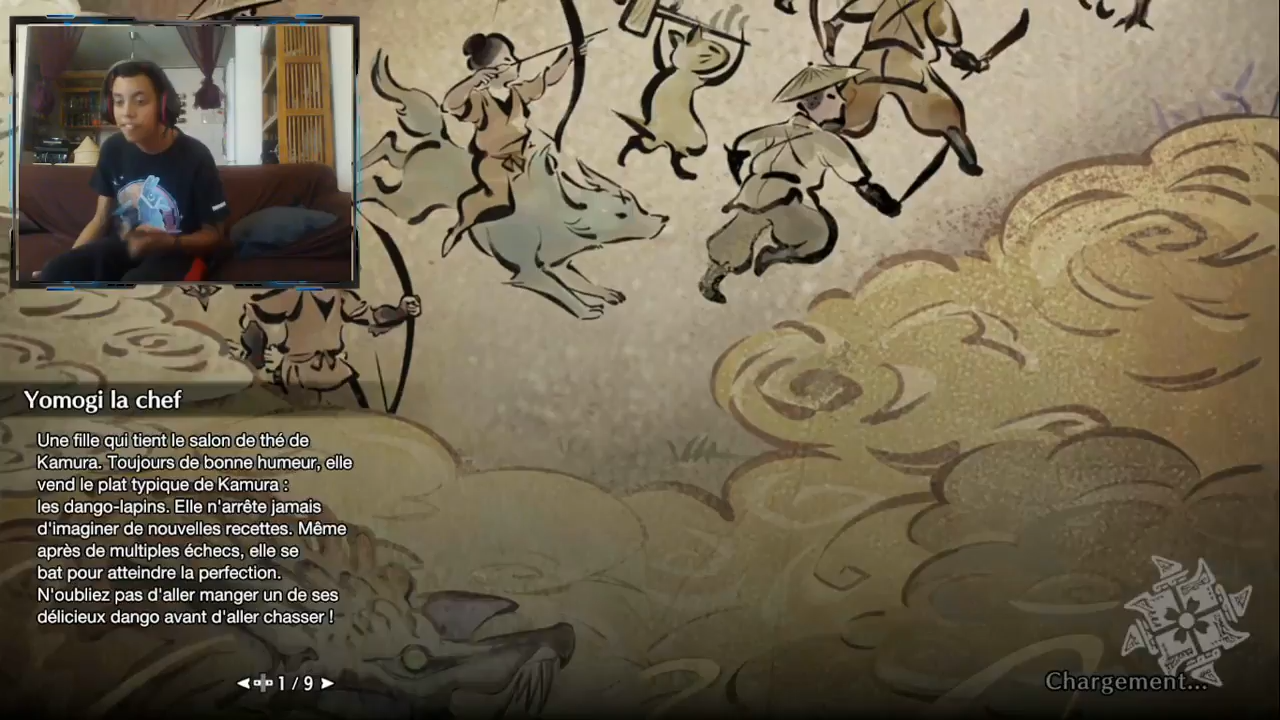 Yomogi la chef
Une fille qui tient le salon de thé de
Kamura. Toujours de bonne humeur, elle
vend le plat typique de Kamura :
les dango-lapins. Elle n'arrête jamais
d'imaginer de nouvelles recettes. Même
après de multiples échecs, elle se
bat pour atteindre la perfection.
N'oubliez pas d'aller manger un de ses
délicieux dango avant d'aller chasser !
1 / 9
Chargement...